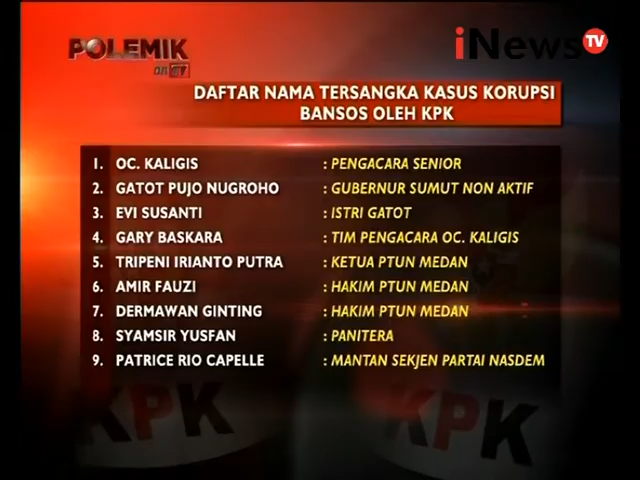 POLEMIK
on TV
iNews TV
DAFTAR NAMA TERSANGKA KASUS KORUPSI
BANSOS OLEH KPK
1. OC. KALIGIS : PENGACARA SENIOR
2. GATOT PUJO NUGROHO : GUBERNUR SUMUT NON AKTIF
3. EVI SUSANTI : ISTRI GATOT
4. GARY BASKARA : TIM PENGACARA OC. KALIGIS
5. TRIPENI IRIANTO PUTRA : KETUA PTUN MEDAN
6. AMIR FAUZI : HAKIM PTUN MEDAN
7. DERMAWAN GINTING : HAKIM PTUN MEDAN
8. SYAMSIR YUSFAN : PANITERA
9. PATRICE RIO CAPELLE : MANTAN SEKJEN PARTAI NASDEM
KPK KPK